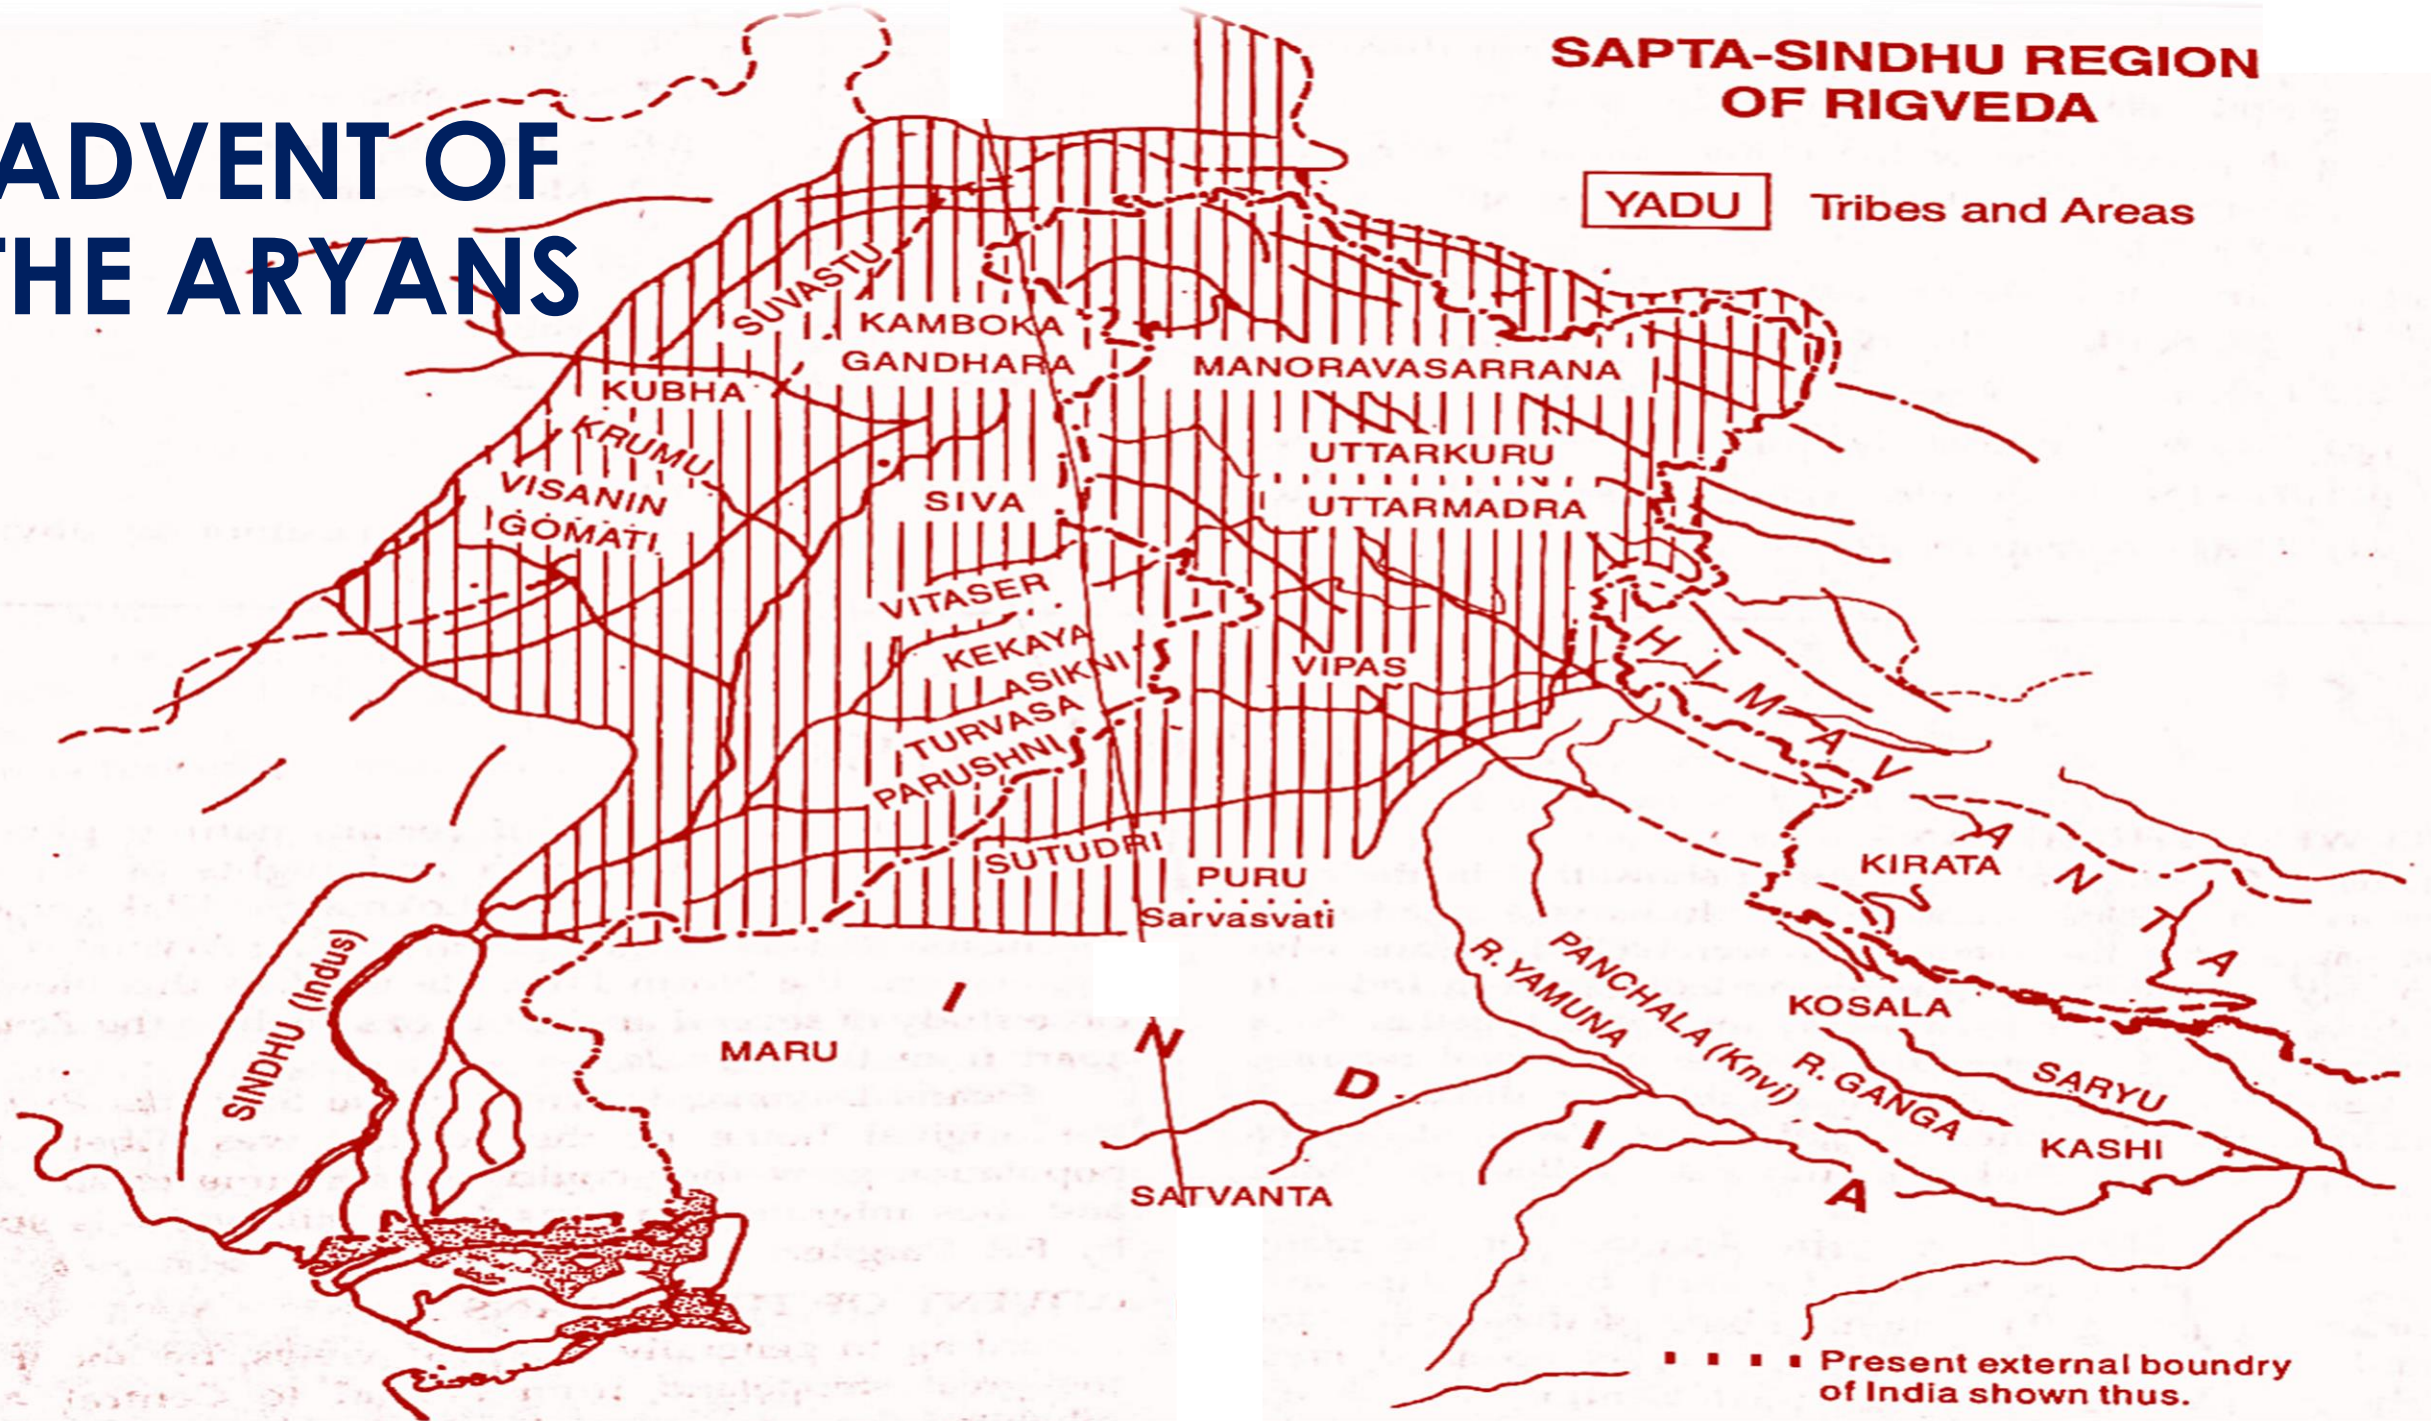 ADVENT OF
THE ARYANS
SAPTA-SINDHU REGION
OF RIGVEDA
YADU Tribes and Areas
SUVASTU
KAMBOKA
GANDHARA
MANORAVASARRANA
KUBHA
KRUMU
UTTARKURU
VISANIN
SIVA
UTTARMADRA
GOMATI
VITASER
KEKAYA
ASIKNI
VIPAS
TURVASA
PARUSHNI
HIMAVANTA
SUTUDRI
PURU
KIRATA
Sarvasvati
SINDHU (Indus)
R. YAMUNA
PANCHALA (Knvi)
KOSALA
INDIA
MARU
R. GANGA
SARYU
KASHI
SATVANTA
Present external boundry
of India shown thus.